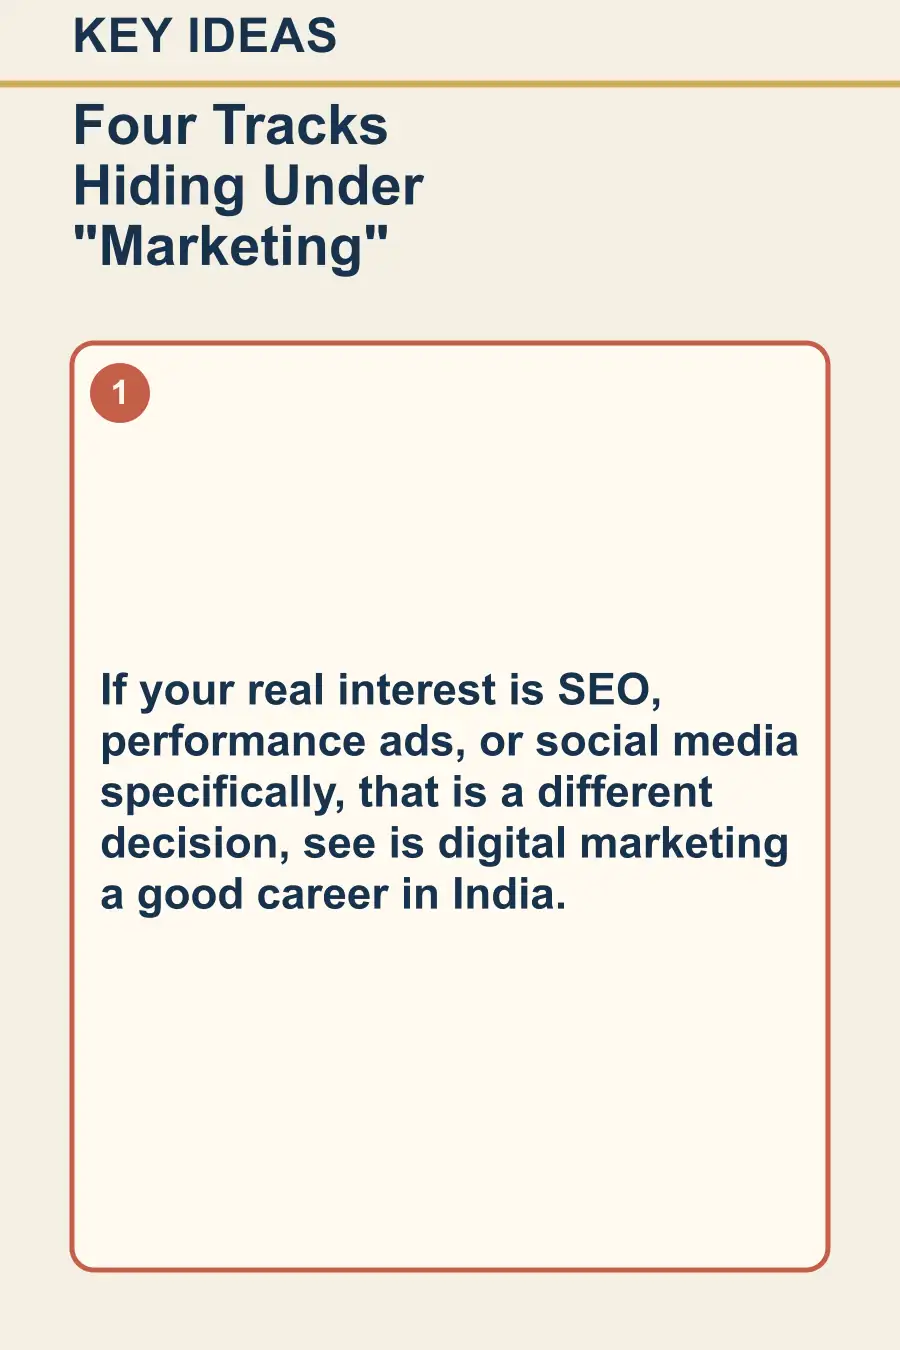 KEY IDEAS
Four Tracks
Hiding Under
"Marketing"
1
If your real interest is SEO,
performance ads, or social media
specifically, that is a different
decision, see is digital marketing
a good career in India.